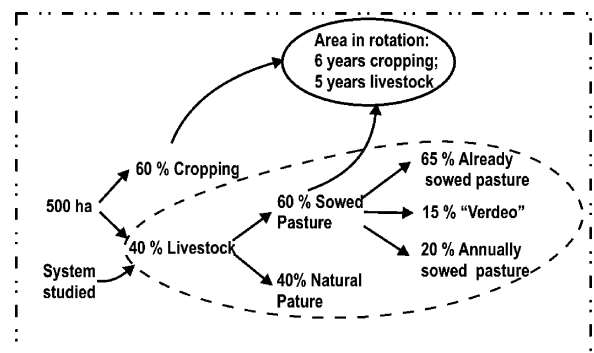 Area in rotation:
6 years cropping;
5 years livestock
60 % Cropping
65 % Already
sowed pasture
500 ha
60 % Sowed
Pasture
15 % “Verdeo”
40 % Livestock
20 % Annually
sowed pasture
System
studied
40% Natural
Pature